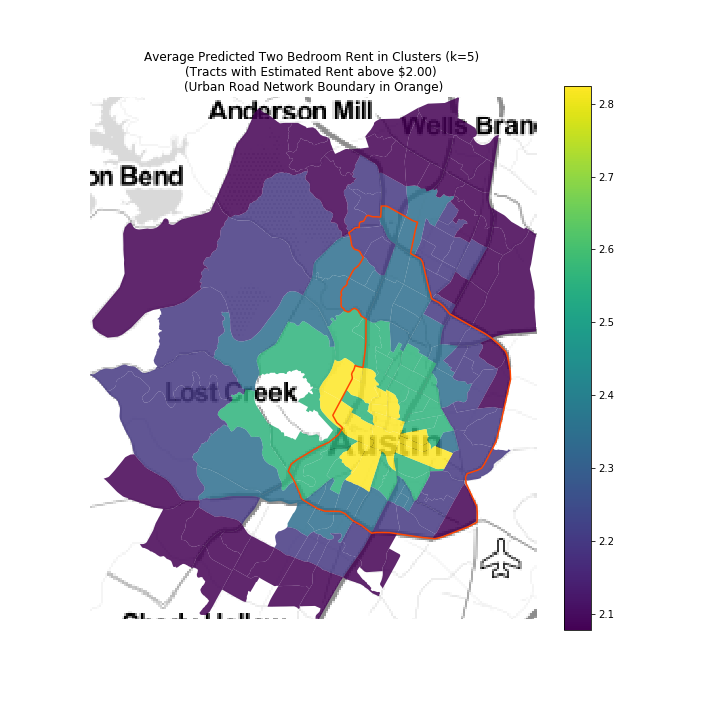 Average Predicted Two Bedroom Rent in Clusters (k=5)
(Tracts with Estimated Rent above $2.00)
(Urban Road Network Boundary in Orange)
Anderson Mill
Wells Bran
on Bend
Lost Creek
Austin
2.8
2.7
2.6
2.5
2.4
2.3
2.2
2.1